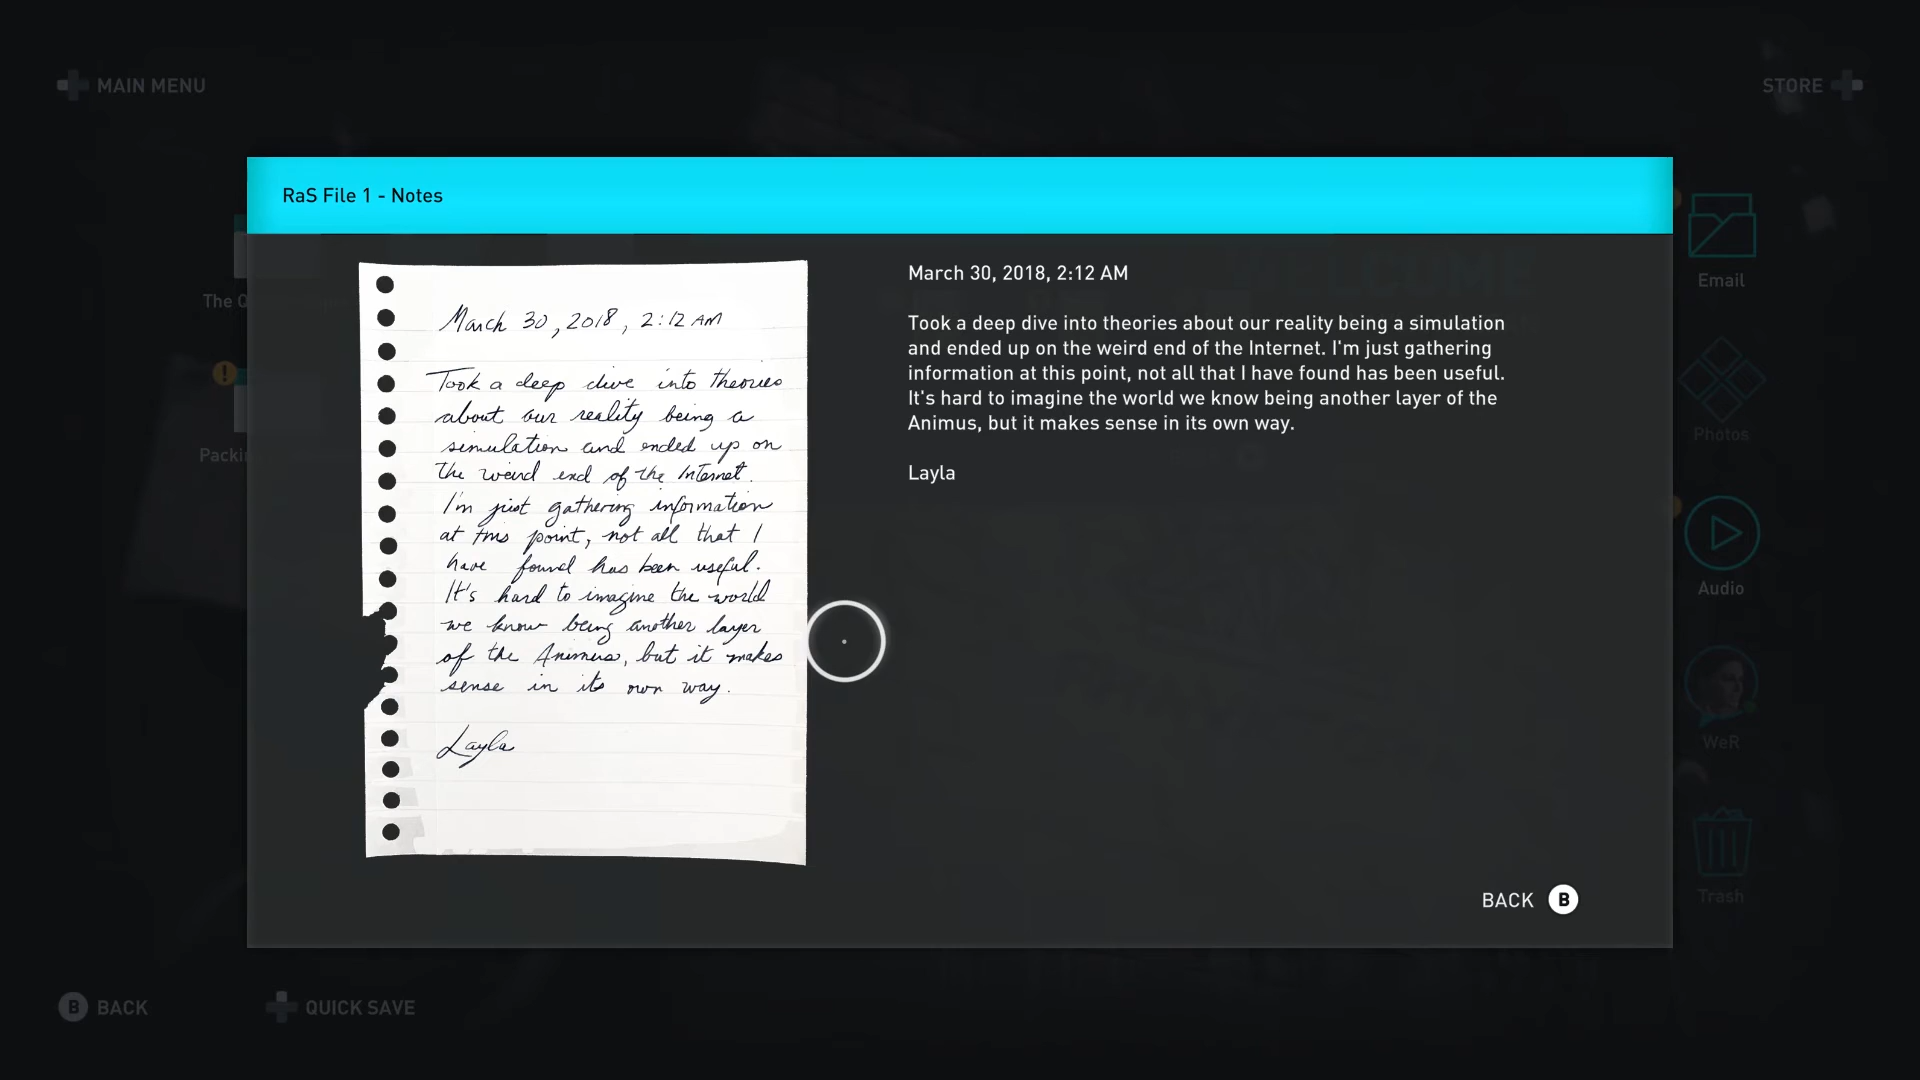 MAIN MENU
STORE
RaS File 1 - Notes
March 30, 2018, 2:12 AM
Took a deep dive into theories
about our reality being a
simulation and ended up on
the weird end of the Internet.
I'm just gathering information
at this point, not all that I
have found has been useful.
It's hard to imagine the world
we know being another layer
of the Animus, but it makes
sense in its own way.
Layla
March 30, 2018, 2:12 AM
Took a deep dive into theories about our reality being a simulation
and ended up on the weird end of the Internet. I'm just gathering
information at this point, not all that I have found has been useful.
It's hard to imagine the world we know being another layer of the
Animus, but it makes sense in its own way.
Layla
The
Email
Photos
Audio
WeR
Trash
BACK B
B BACK
QUICK SAVE